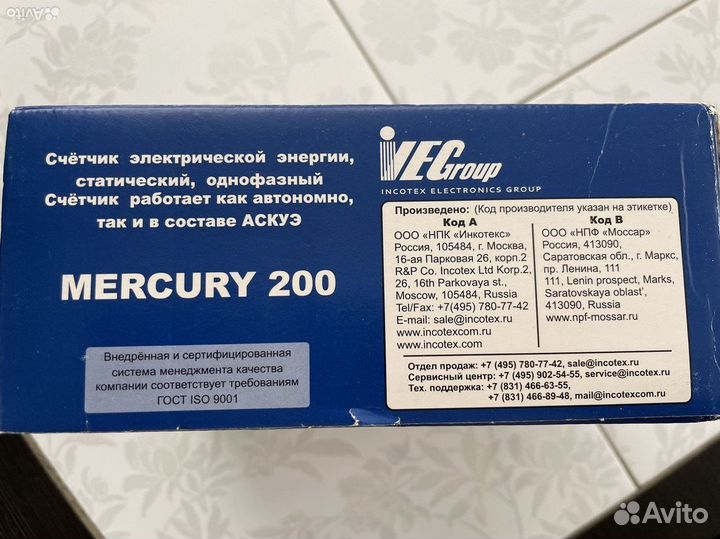 Avito
Счётчик электрической энергии,
статический, однофазный
Счётчик работает как автономно,
так и в составе АСКУЭ
MERCURY 200
Внедрённая и сертифицированная
система менеджмента качества
компании соответствует требованиям
ГОСТ ISO 9001
IEGroup
INCOTEX ELECTRONICS GROUP
Произведено: (Код производителя указан на этикетке)
Код А
ООО «НПК «Инкотекс»
Россия, 105484, г. Москва,
16-ая Парковая 26, корп.2
R&P Co. Incotex Ltd Korp.2,
26, 16th Parkovaya st.,
Moscow, 105484, Russia
Tel/Fax: +7(495) 780-77-42
E-mail: sale@incotex.ru
www.incotexcom.ru
www.incotex.com
Код В
ООО «НПФ «Моссар»
Россия, 413090,
Саратовская обл., г. Маркс,
пр. Ленина, 111
111, Lenin prospect, Marks,
Saratovskaya oblast',
413090, Russia
www.npf-mossar.ru
Отдел продаж: +7 (495) 780-77-42, sale@incotex.ru
Сервисный центр: +7 (495) 902-54-55, service@incotex.ru
Тех. поддержка: +7 (831) 466-63-55,
+7 (831) 466-89-48, mail@incotexcom.ru
Avito